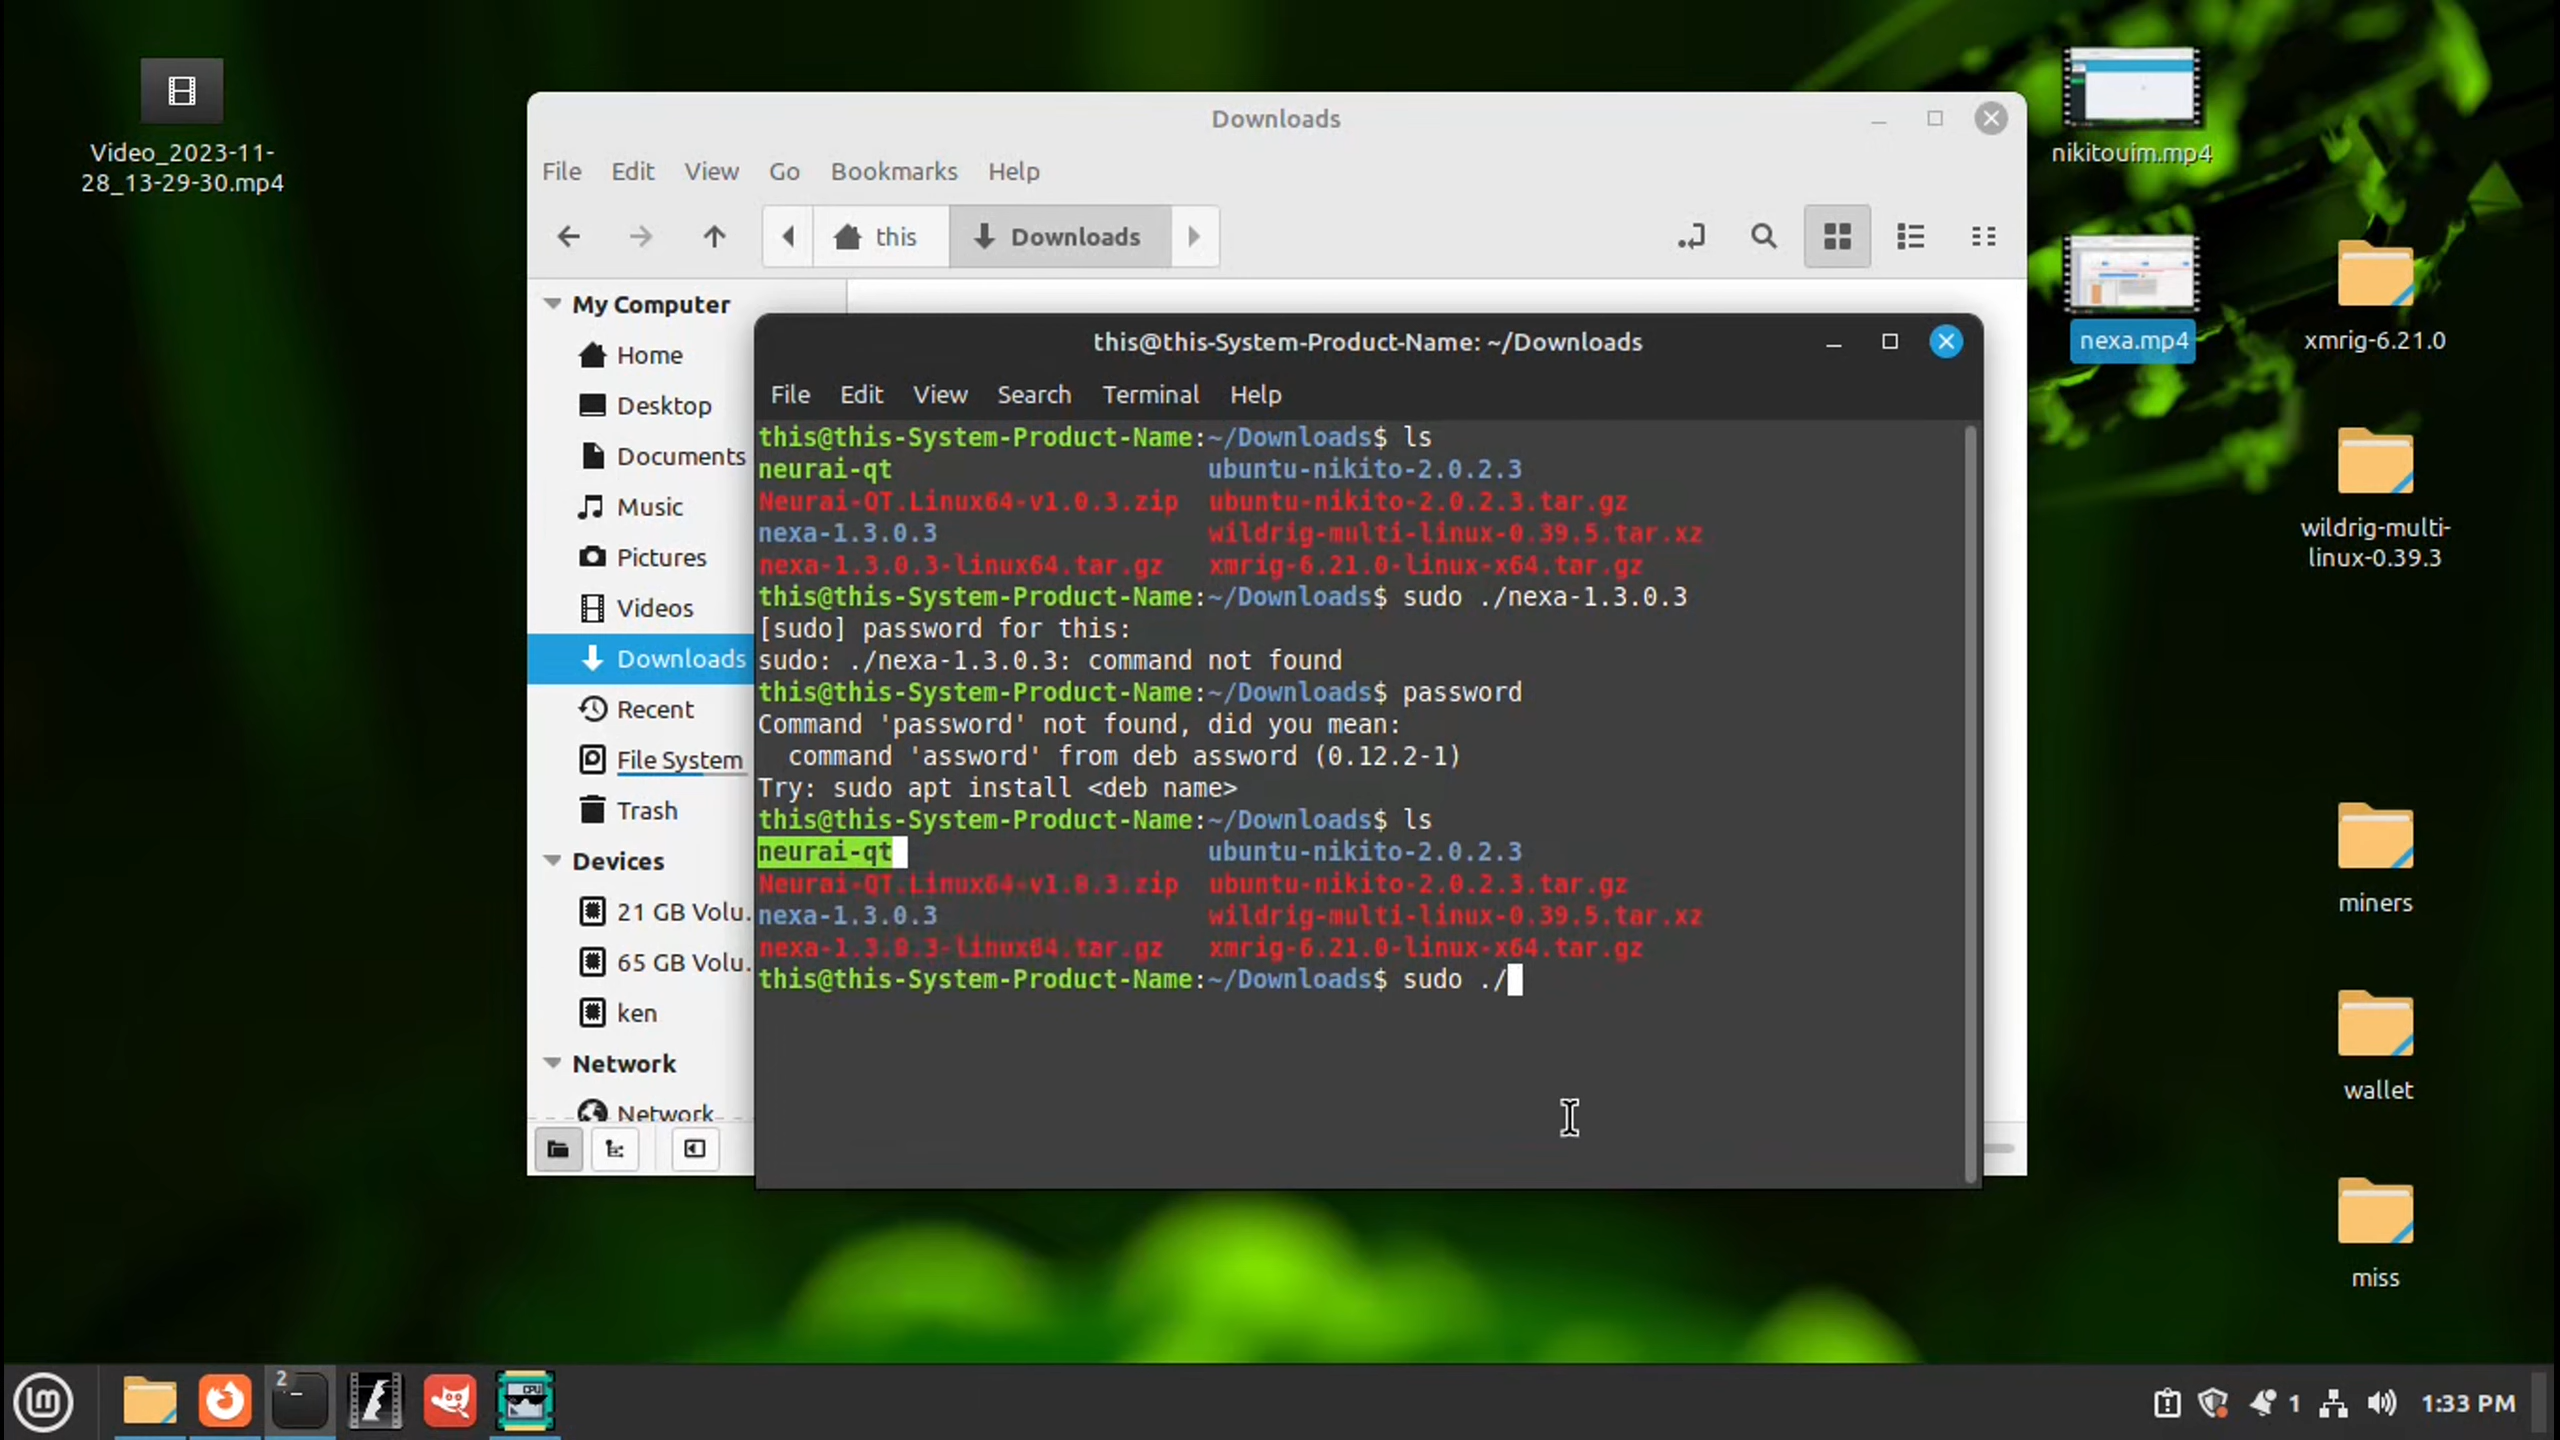 Video_2023-11-
28_13-29-30.mp4
Downloads
File Edit View Go Bookmarks Help
this Downloads
My Computer
Home
Desktop
Documents
Music
Pictures
Videos
Downloads
Recent
File System
Trash
Devices
21 GB Volu...
65 GB Volu...
ken
Network
Network
this@this-System-Product-Name: ~/Downloads
File Edit View Search Terminal Help
this@this-System-Product-Name:~/Downloads$ ls
neurai-qt ubuntu-nikito-2.0.2.3
Neurai-QT.Linux64-v1.0.3.zip ubuntu-nikito-2.0.2.3.tar.gz
nexa-1.3.0.3 wildrig-multi-linux-0.39.5.tar.xz
nexa-1.3.0.3-linux64.tar.gz xmrig-6.21.0-linux-x64.tar.gz
this@this-System-Product-Name:~/Downloads$ sudo ./nexa-1.3.0.3
[sudo] password for this:
sudo: ./nexa-1.3.0.3: command not found
this@this-System-Product-Name:~/Downloads$ password
Command 'password' not found, did you mean:
command 'assword' from deb assword (0.12.2-1)
Try: sudo apt install <deb name>
this@this-System-Product-Name:~/Downloads$ ls
neurai-qt ubuntu-nikito-2.0.2.3
Neurai-QT.Linux64-v1.0.3.zip ubuntu-nikito-2.0.2.3.tar.gz
nexa-1.3.0.3 wildrig-multi-linux-0.39.5.tar.xz
nexa-1.3.0.3-linux64.tar.gz xmrig-6.21.0-linux-x64.tar.gz
this@this-System-Product-Name:~/Downloads$ sudo ./
nikitouim.mp4
nexa.mp4
xmrig-6.21.0
wildrig-multi-
linux-0.39.3
miners
wallet
miss
2
CPU
1
1:33 PM